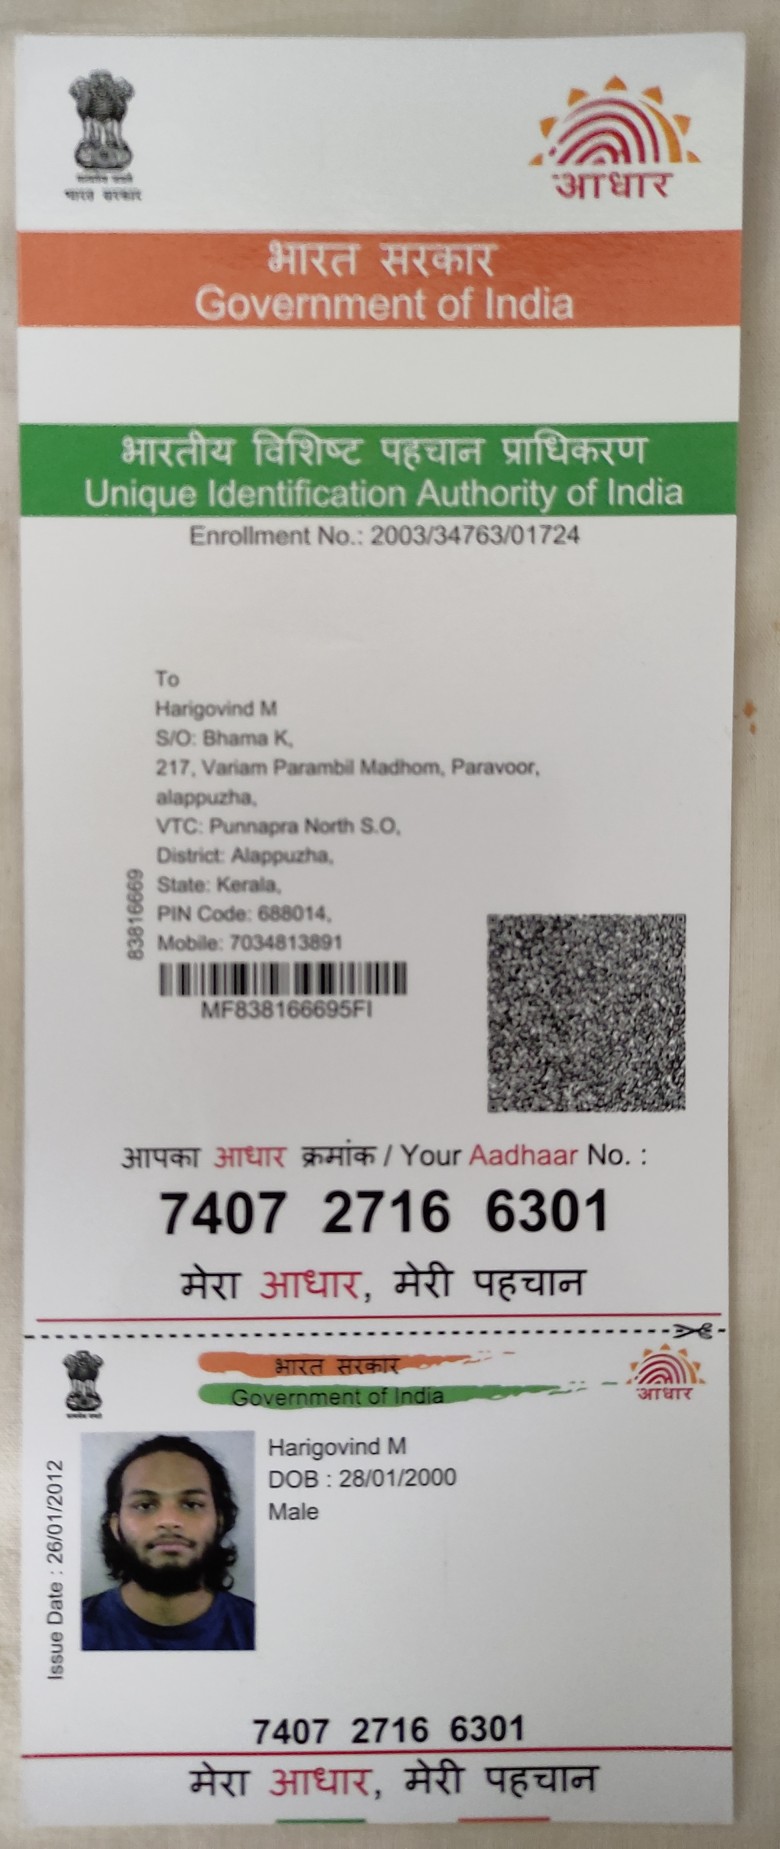 भारत सरकार
आधार
भारत सरकार
Government of India
भारतीय विशिष्ट पहचान प्राधिकरण
Unique Identification Authority of India
Enrollment No.: 2003/34763/01724
To
Harigovind M
S/O: Bhama K,
217, Variam Parambil Madhom, Paravoor,
alappuzha,
VTC: Punnapra North S.O,
District: Alappuzha,
State: Kerala,
PIN Code: 688014,
Mobile: 7034813891
83816669
MF838166695FI
आपका आधार क्रमांक / Your Aadhaar No. :
7407 2716 6301
मेरा आधार, मेरी पहचान
भारत सरकार
Government of India
आधार
Issue Date : 26/01/2012
Harigovind M
DOB : 28/01/2000
Male
7407 2716 6301
मेरा आधार, मेरी पहचान